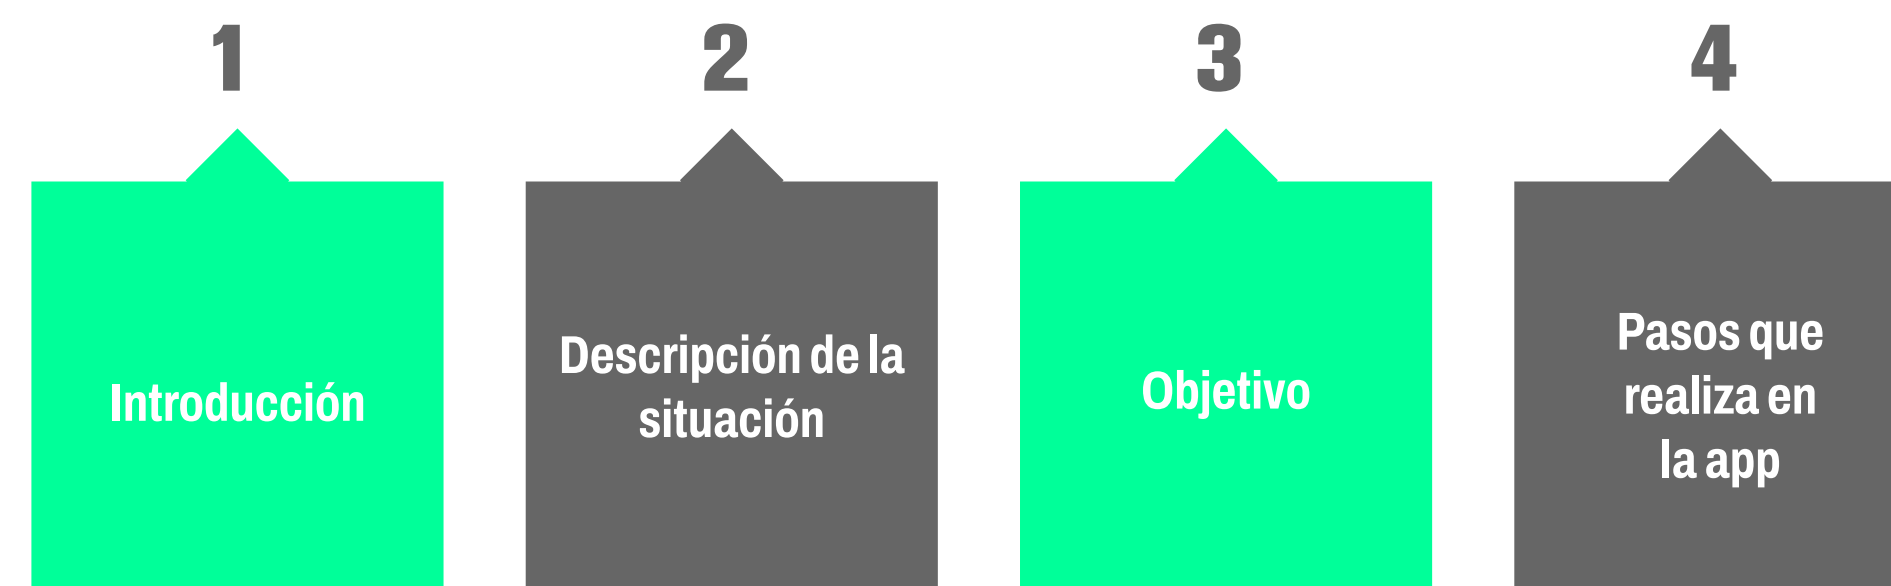 1
2
3
4
Introducción
Descripción de la
situación
Objetivo
Pasos que
realiza en
la app